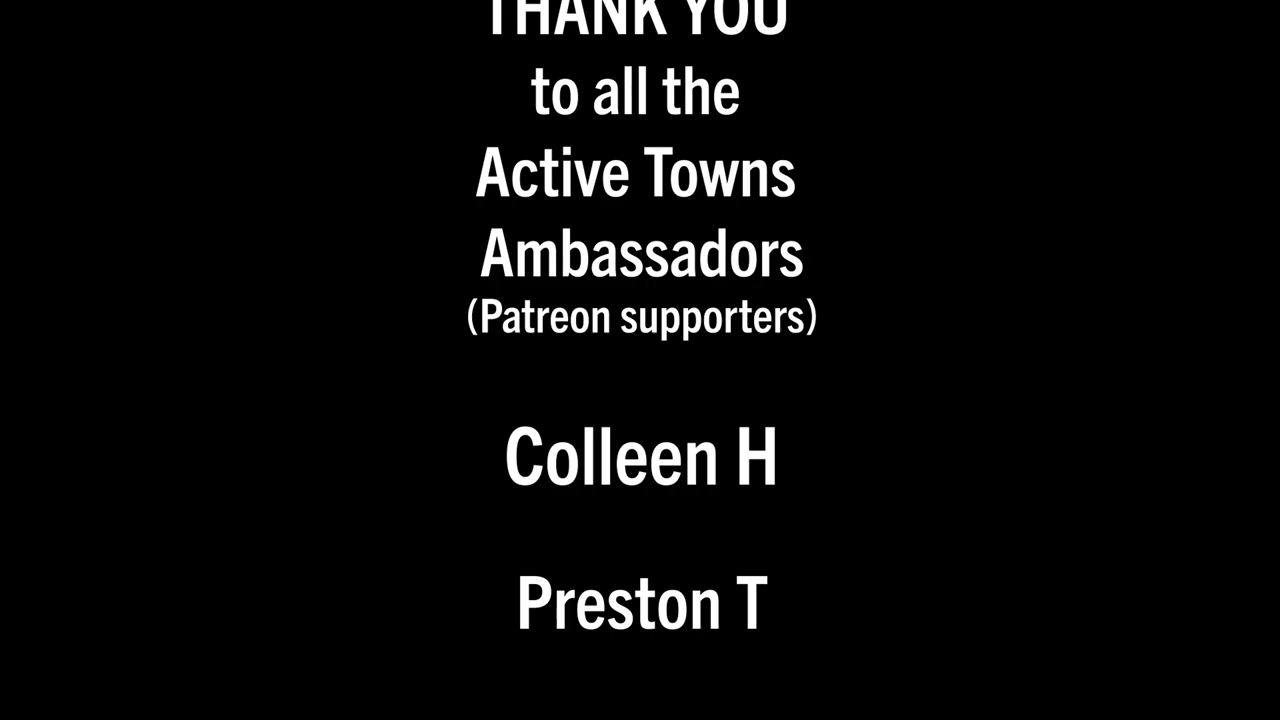 THANK YOU
to all the
Active Towns
Ambassadors
(Patreon supporters)
Colleen H
Preston T